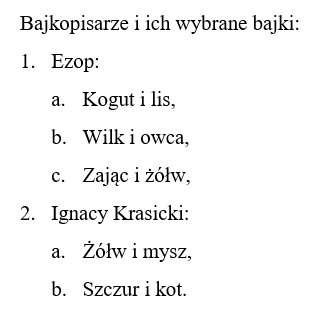 Bajkopisarze i ich wybrane bajki:
1. Ezop:
a. Kogut i lis,
b. Wilk i owca,
c. Zając i żółw,
2. Ignacy Krasicki:
a. Żółw i mysz,
b. Szczur i kot.